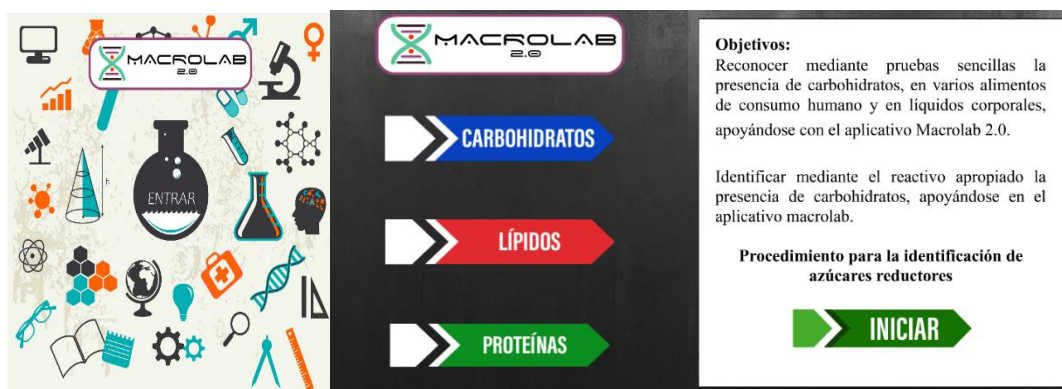 MACROLAB
2.0
h
ENTRAR
MACROLAB
2.0
CARBOHIDRATOS
LÍPIDOS
PROTEÍNAS
Objetivos:
Reconocer mediante pruebas sencillas la
presencia de carbohidratos, en varios alimentos
de consumo humano y en líquidos corporales,
apoyándose con el aplicativo Macrolab 2.0.
Identificar mediante el reactivo apropiado la
presencia de carbohidratos, apoyándose en el
aplicativo macrolab.
Procedimiento para la identificación de
azúcares reductores
INICIAR